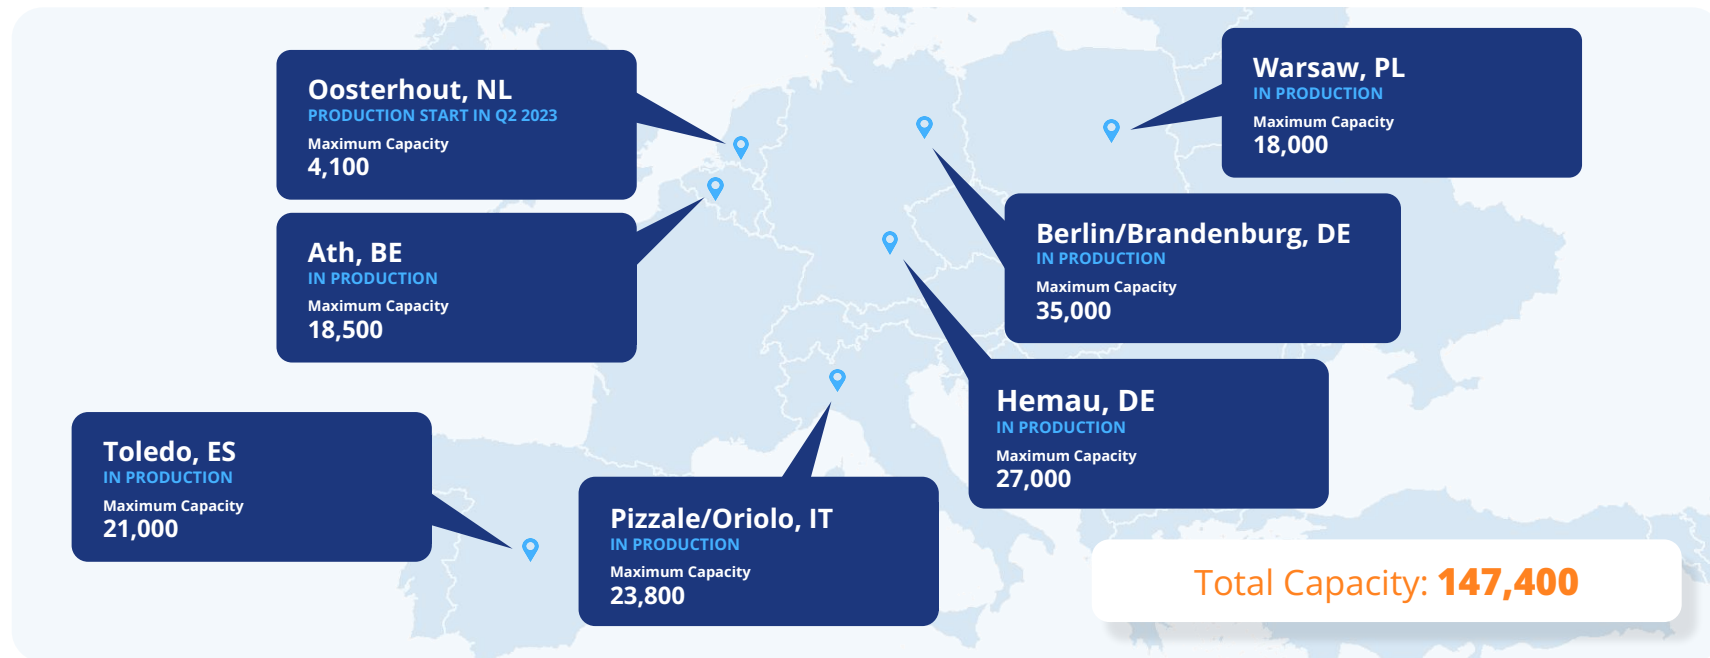 Oosterhout, NL
PRODUCTION START IN Q2 2023
Maximum Capacity
4,100
Ath, BE
IN PRODUCTION
Maximum Capacity
18,500
Toledo, ES
IN PRODUCTION
Maximum Capacity
21,000
Pizzale/Oriolo, IT
IN PRODUCTION
Maximum Capacity
23,800
Warsaw, PL
IN PRODUCTION
Maximum Capacity
18,000
Berlin/Brandenburg, DE
IN PRODUCTION
Maximum Capacity
35,000
Hemau, DE
IN PRODUCTION
Maximum Capacity
27,000
Total Capacity: 147,400